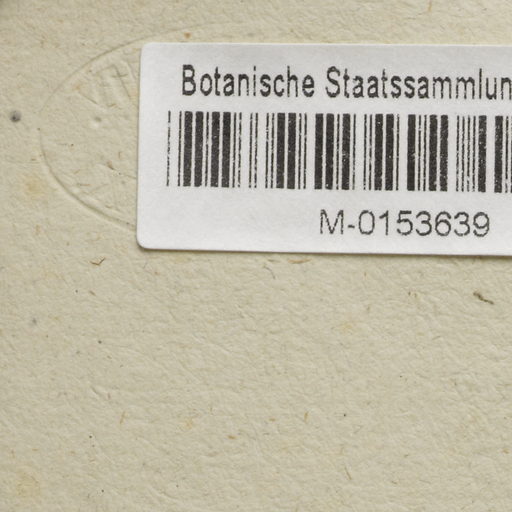 Botanische Staatssammlun
M-0153639